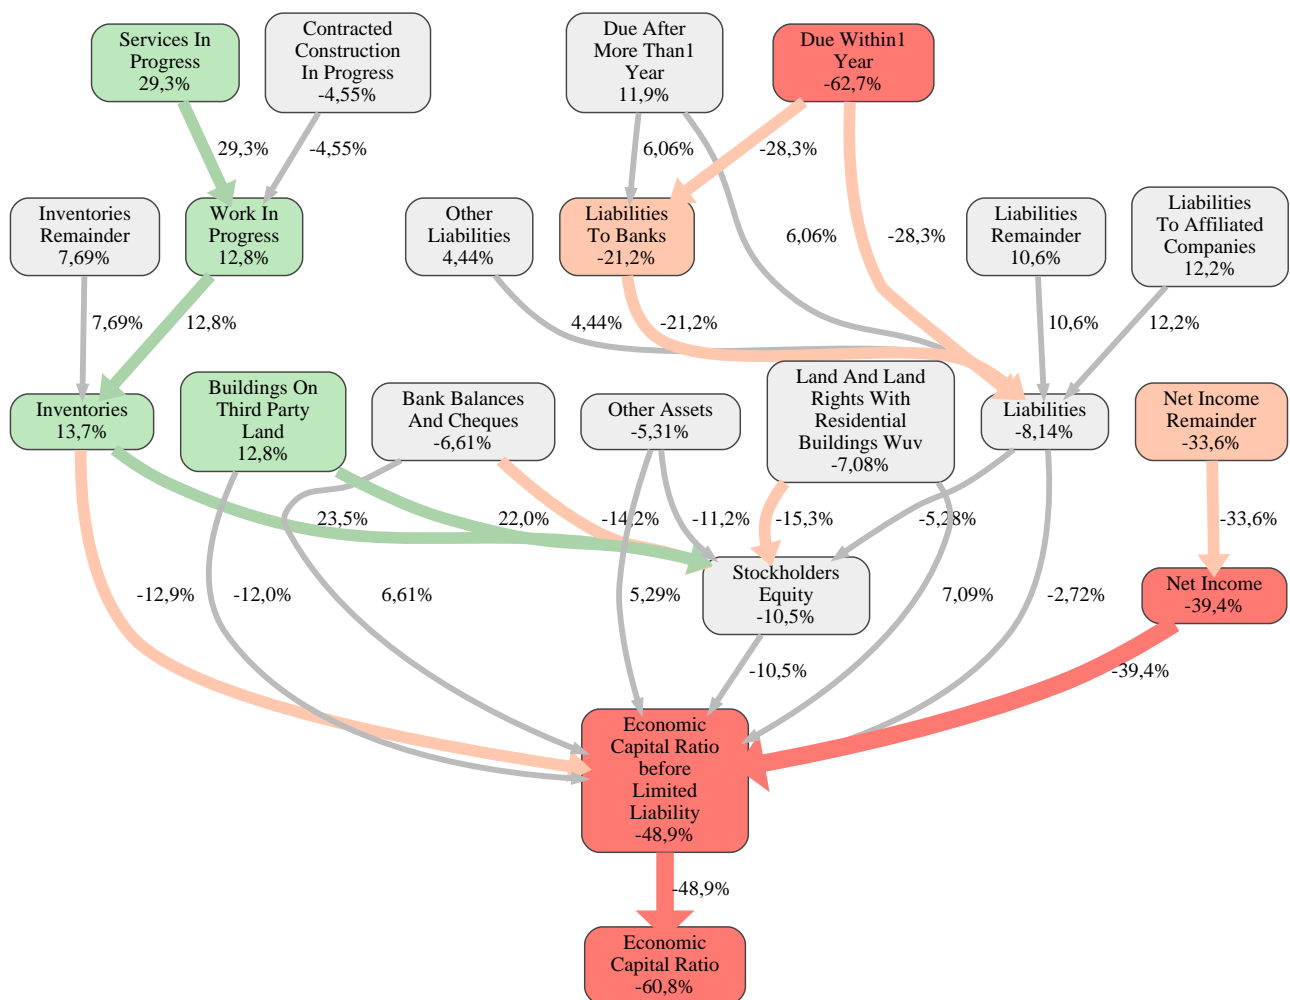 Services In
Progress
29,3%
Contracted
Construction
In Progress
-4,55%
Due After
More Than1
Year
11,9%
Due Within1
Year
-62,7%
29,3%
-4,55%
6,06%
-28,3%
Inventories
Remainder
7,69%
Work In
Progress
12,8%
Other
Liabilities
4,44%
Liabilities
To Banks
-21,2%
6,06%
-28,3%
Liabilities
Remainder
10,6%
Liabilities
To Affiliated
Companies
12,2%
7,69%
12,8%
4,44%
-21,2%
10,6%
12,2%
Inventories
13,7%
Buildings On
Third Party
Land
12,8%
Bank Balances
And Cheques
-6,61%
Other Assets
-5,31%
Land And Land
Rights With
Residential
Buildings Wuv
-7,08%
Liabilities
-8,14%
Net Income
Remainder
-33,6%
23,5%
22,0%
-14,2%
-11,2%
-15,3%
-5,28%
-33,6%
-12,9%
-12,0%
6,61%
5,29%
Stockholders
Equity
-10,5%
7,09%
-2,72%
Net Income
-39,4%
-10,5%
-39,4%
Economic
Capital Ratio
before
Limited
Liability
-48,9%
-48,9%
Economic
Capital Ratio
-60,8%